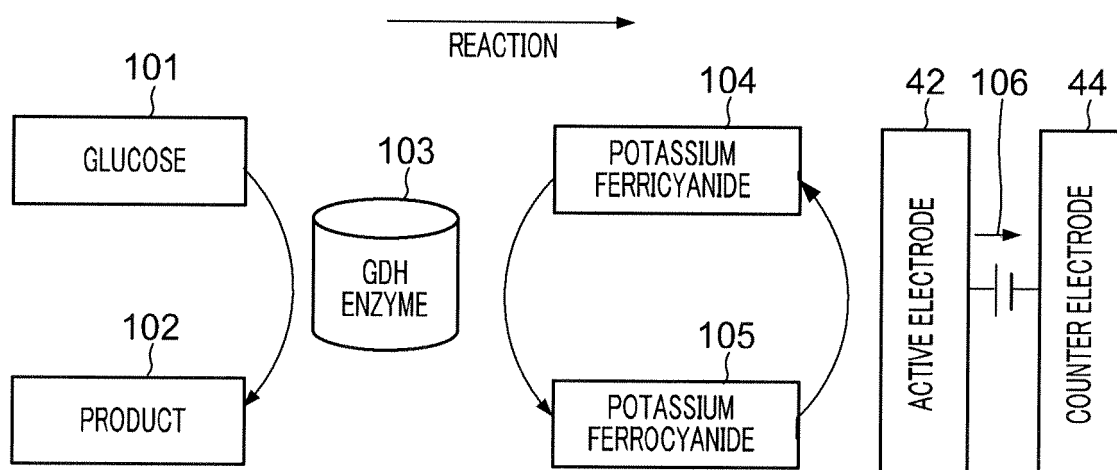 REACTION
101
GLUCOSE
103
GDH
ENZYME
102
PRODUCT
104
POTASSIUM
FERRICYANIDE
105
POTASSIUM
FERROCYANIDE
42
106
44
ACTIVE ELECTRODE
COUNTER ELECTRODE